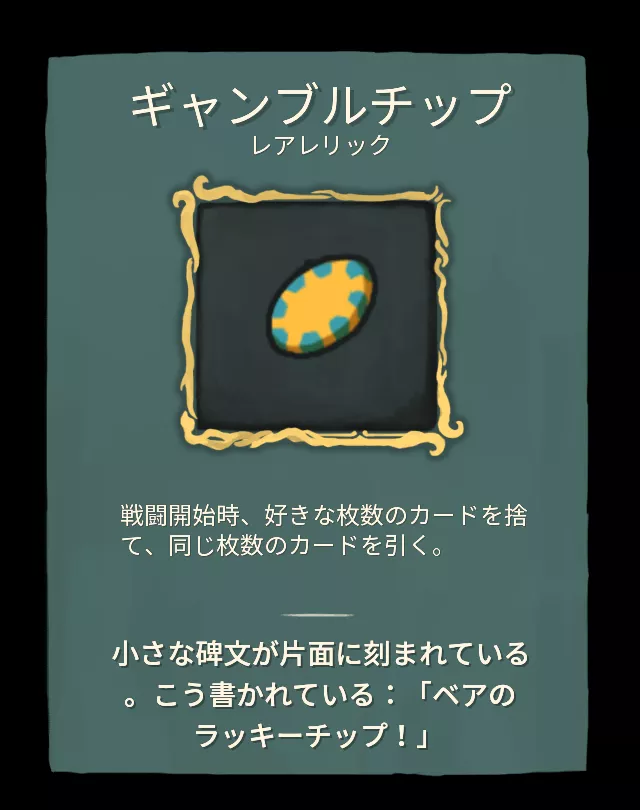 ギャンブルチップ
レアレリック
戦闘開始時、好きな枚数のカードを捨
て、同じ枚数のカードを引く。
小さな碑文が片面に刻まれている
。こう書かれている：「ベアの
ラッキーチップ！」